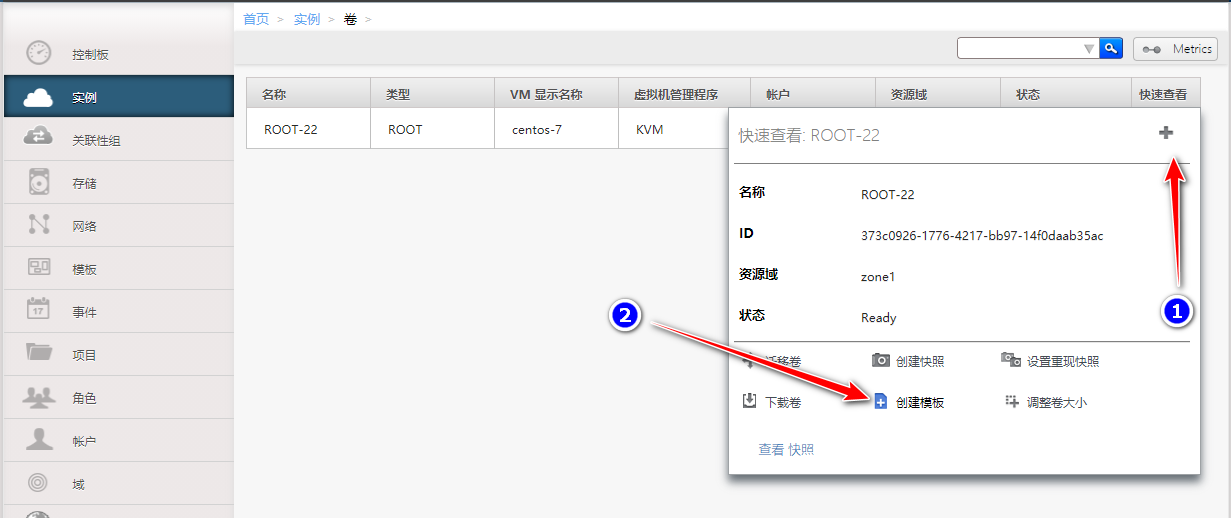 首页 > 实例 > 卷 >
Metrics
控制板
实例
关联性组
存储
网络
模板
事件
17
项目
角色
帐户
域
名称 类型 VM 显示名称 虚拟机管理程序 帐户 资源域 状态 快速查看
ROOT-22 ROOT centos-7 KVM
快速查看: ROOT-22
名称 ROOT-22
ID 373c0926-1776-4217-bb97-14f0daab35ac
资源域 zone1
状态 Ready
1
2
迁移卷 创建快照 设置重现快照
下载卷 创建模板 调整卷大小
查看 快照